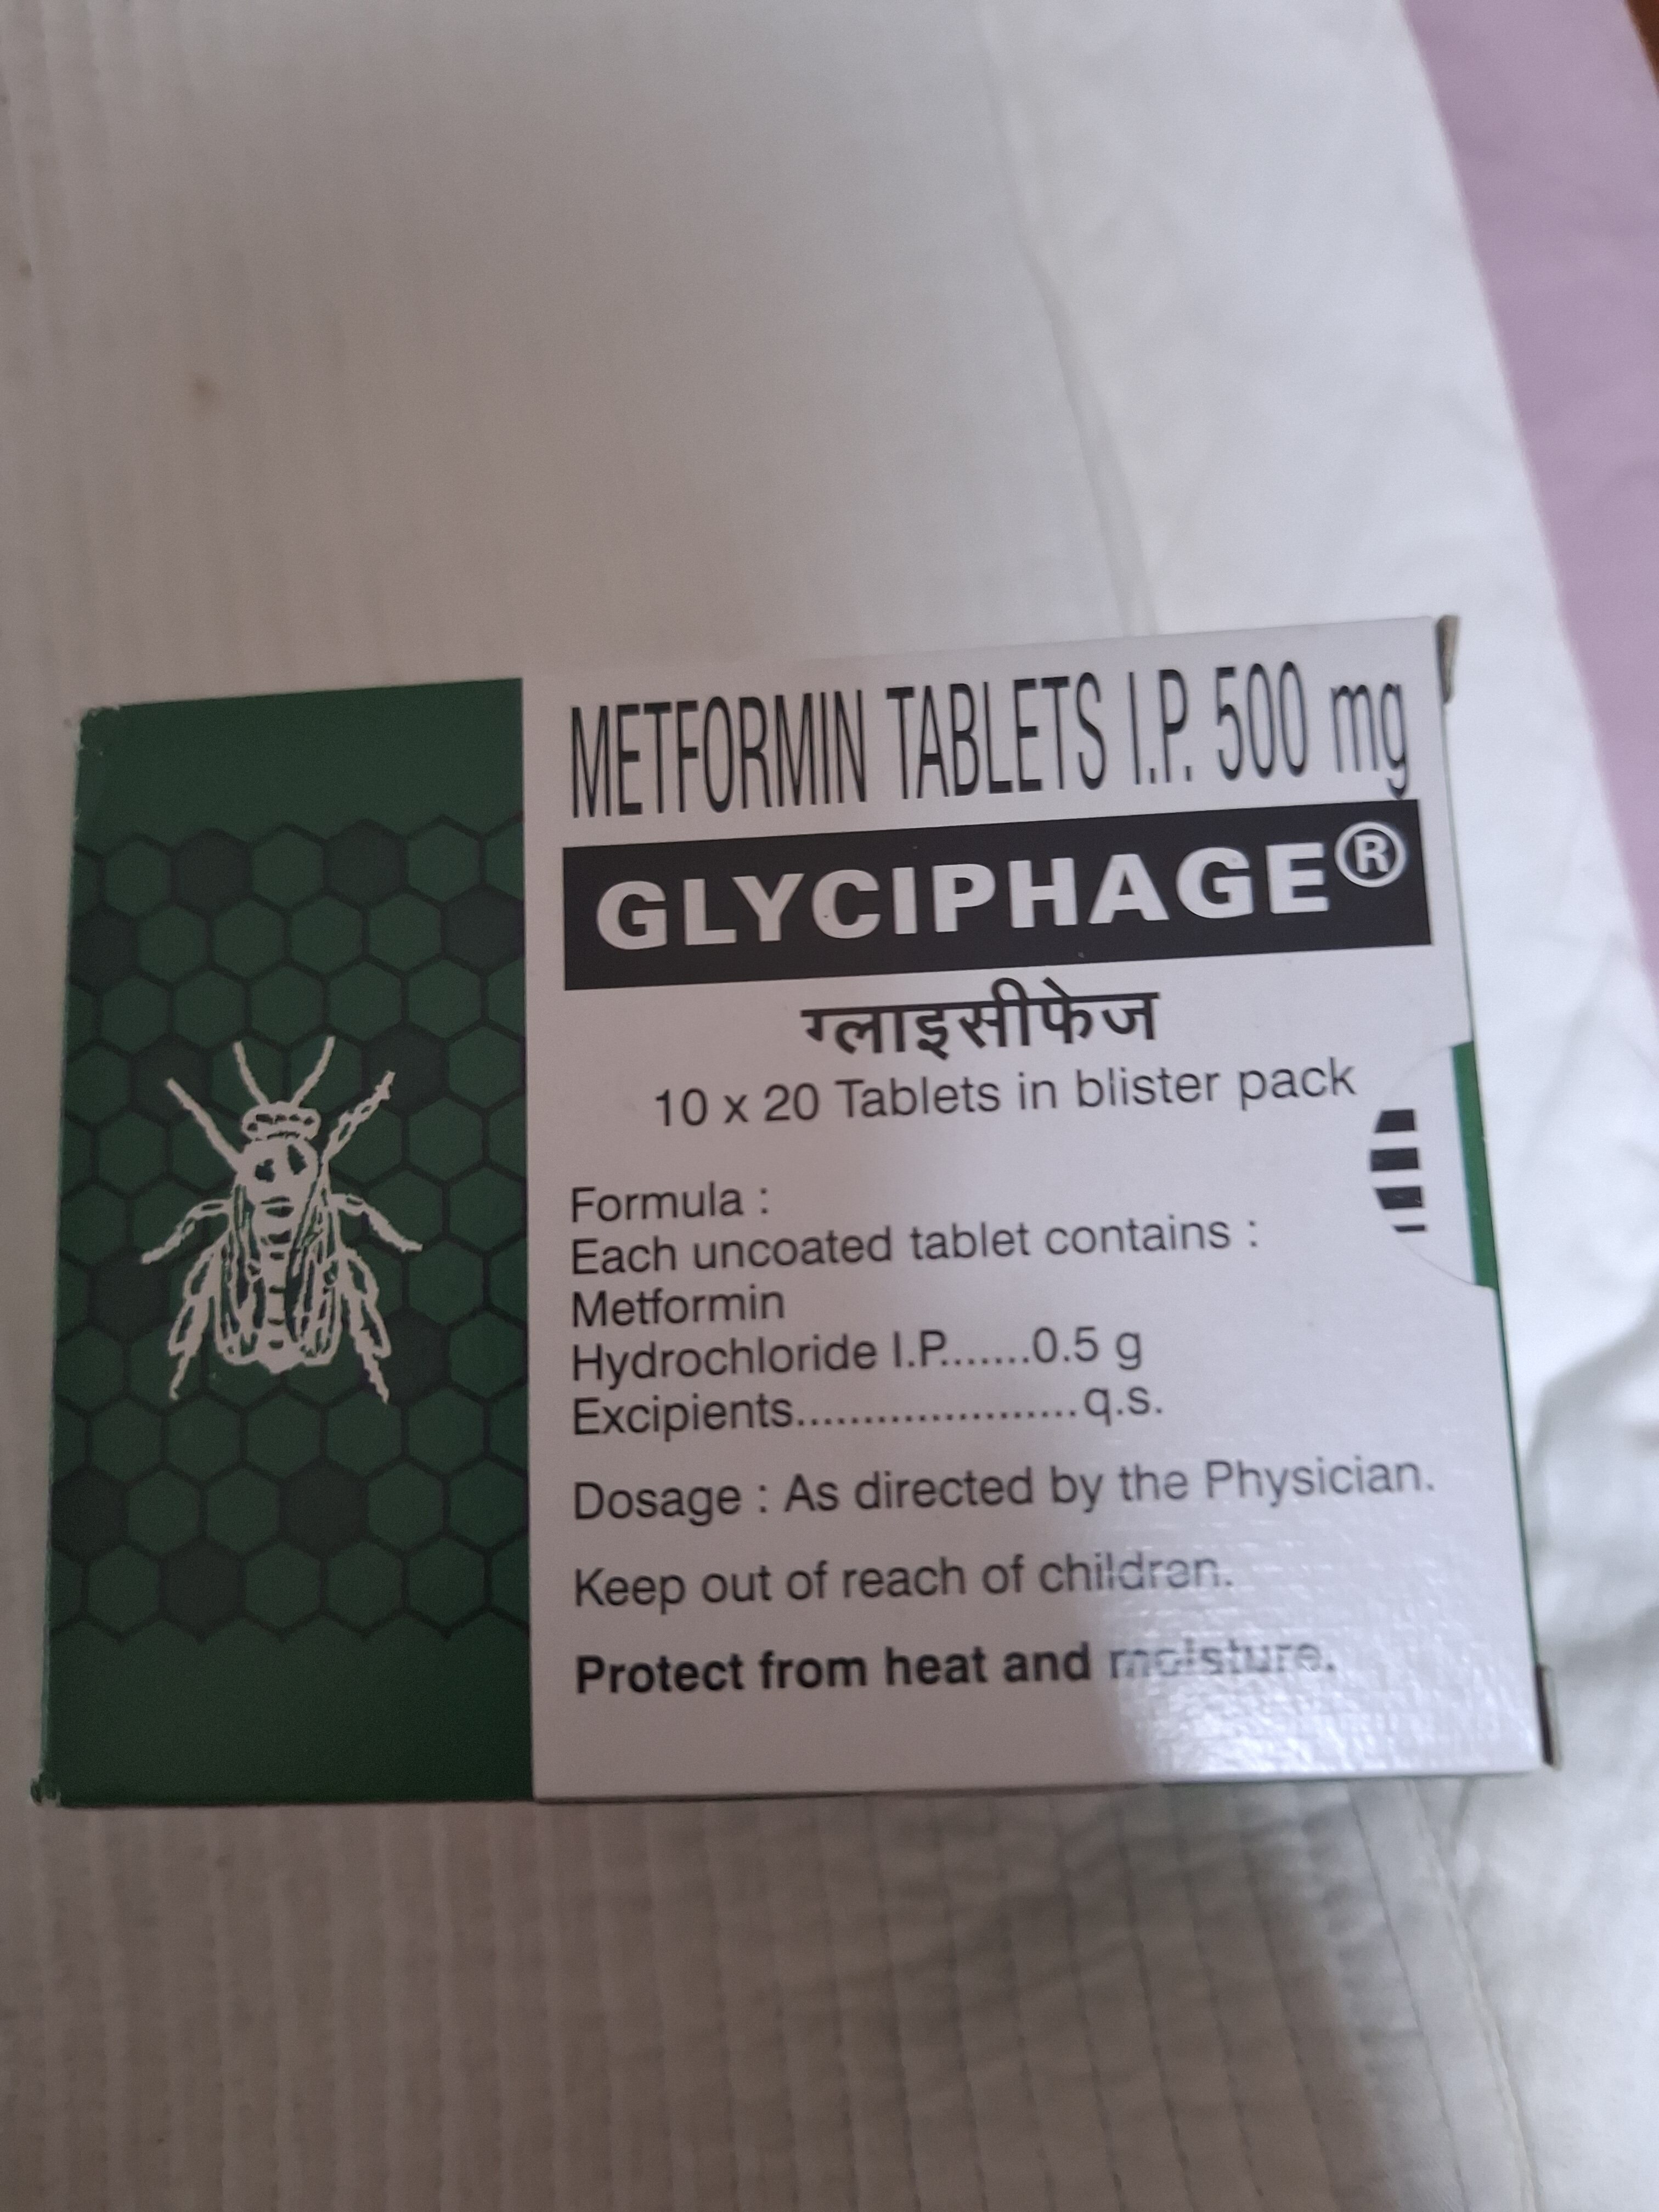 METFORMIN TABLETS I.P. 500 mg
GLYCIPHAGE®
ग्लाइसीफेज
10 x 20 Tablets in blister pack
Formula :
Each uncoated tablet contains :
Metformin
Hydrochloride I.P.......0.5 g
Excipients.....................q.s.
Dosage : As directed by the Physician.
Keep out of reach of children.
Protect from heat and moisture.